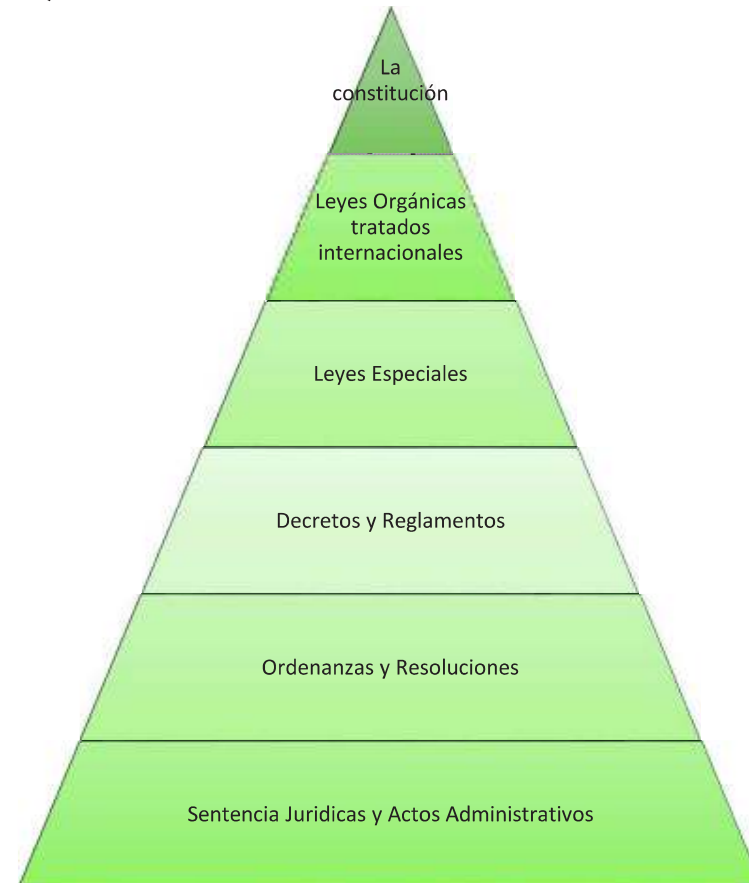 La
constitución
Leyes Orgánicas
tratados
internacionales
Leyes Especiales
Decretos y Reglamentos
Ordenanzas y Resoluciones
Sentencia Juridicas y Actos Administrativos